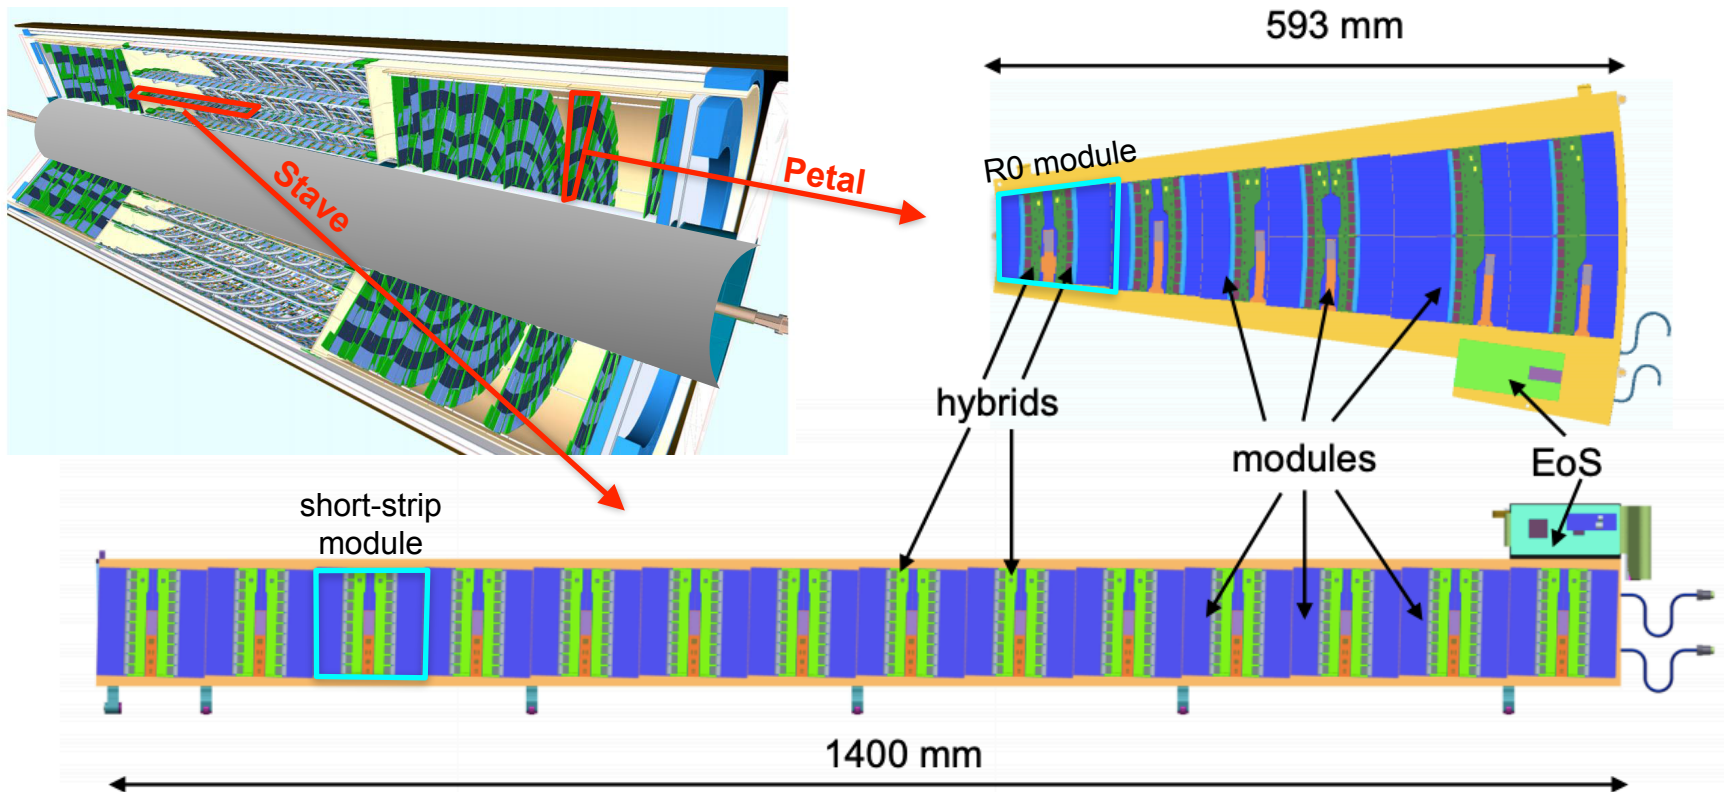 593 mm
R0 module
Petal
Stave
hybrids
modules
EoS
short-strip
module
1400 mm